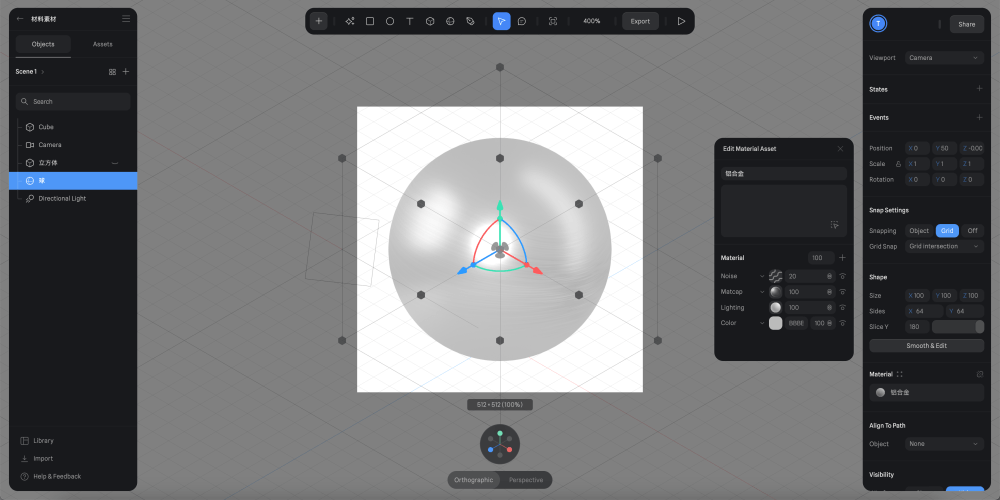 材料素材
Objects Assets
Scene 1
Search
Cube
Camera
立方体
球
Directional Light
Library
Import
Help & Feedback
400%
Export
512 × 512 (100%)
Orthographic Perspective
Edit Material Asset
铝合金
Material 100
Noise 20
Matcap 100
Lighting 100
Color BBBE 100
T
Share
Viewport Camera
States
Events
Position X 0 Y 50 Z -0.00
Scale X 1 Y 1 Z 1
Rotation X 0 Y 0 Z 0
Snap Settings
Snapping Object Grid Off
Grid Snap Grid Intersection
Shape
Size X 100 Y 100 Z 100
Sides X 64 Y 64
Slice Y 180
Smooth & Edit
Material
铝合金
Align To Path
Object None
Visibility